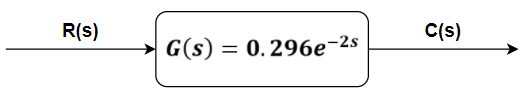 R(s)
G(s) = 0.296e^{-2s}
C(s)